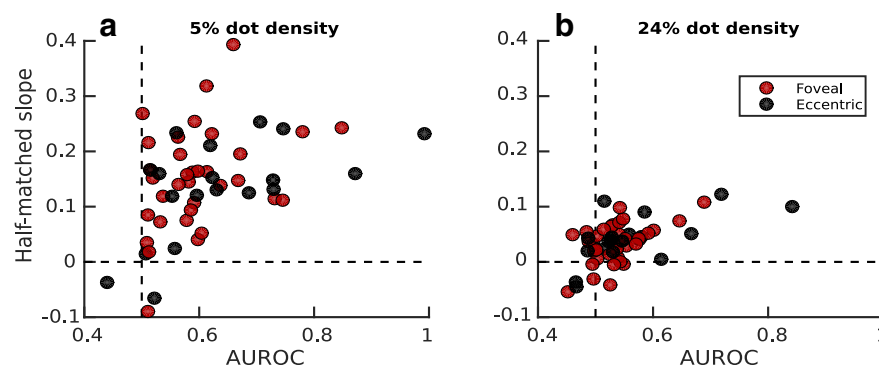 a
5% dot density
b
24% dot density
Half-matched slope
0.4
0.3
0.2
0.1
0
-0.1
0.4
0.6
0.8
1
AUROC
0.4
0.3
0.2
0.1
0
-0.1
0.4
0.6
0.8
1
AUROC
Foveal
Eccentric